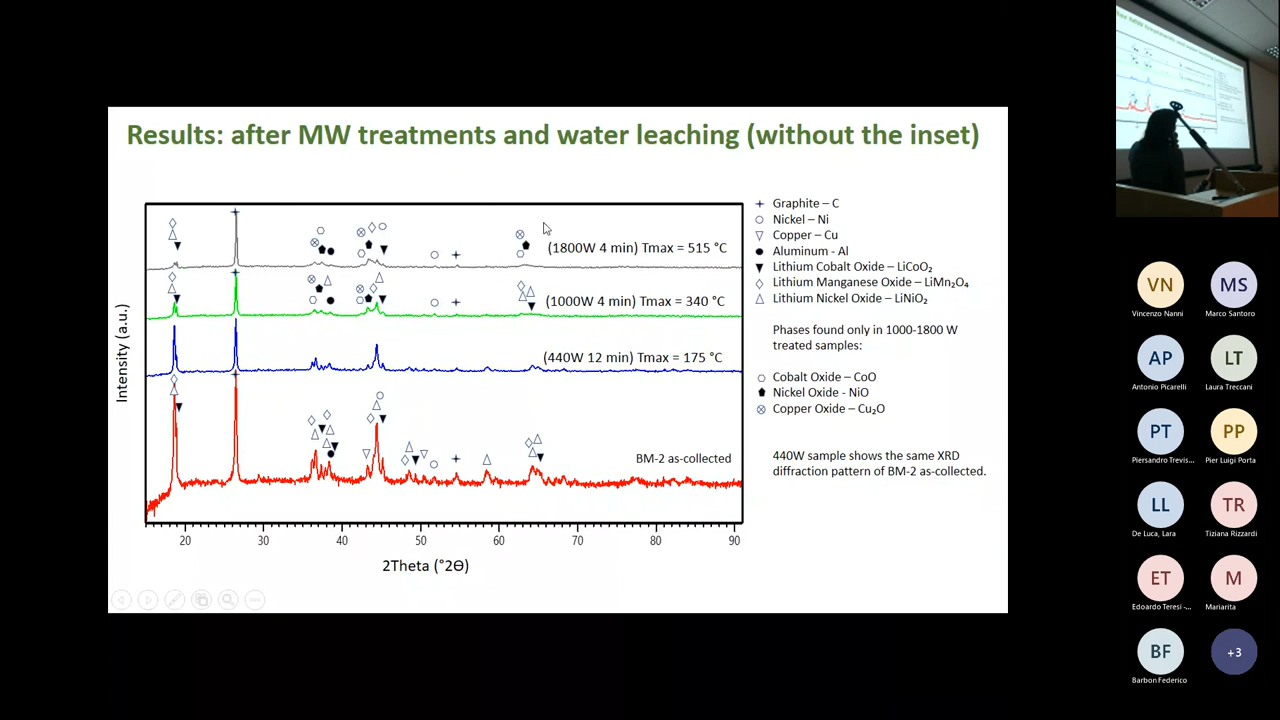 Results: after MW treatments and water leaching (without the inset)
Intensity (a.u.)
(1800W 4 min) Tmax = 515 °C
(1000W 4 min) Tmax = 340 °C
(440W 12 min) Tmax = 175 °C
BM-2 as-collected
20 30 40 50 60 70 80 90
2Theta (°2Θ)
Graphite – C
Nickel – Ni
Copper – Cu
Aluminum - Al
Lithium Cobalt Oxide – LiCoO₂
Lithium Manganese Oxide – LiMn₂O₄
Lithium Nickel Oxide – LiNiO₂
Phases found only in 1000-1800 W
treated samples:
Cobalt Oxide – CoO
Nickel Oxide - NiO
Copper Oxide – Cu₂O
440W sample shows the same XRD
diffraction pattern of BM-2 as-collected.
VN MS
Vincenzo Nanni Marco Santoro
AP LT
Antonio Picarelli Laura Treccani
PT PP
Piersandro Trevis... Pier Luigi Porta
LL TR
De Luca, Lara Tiziana Rizzardi
ET M
Edoardo Teresi -... Mariarita
BF +3
Barbon Federico